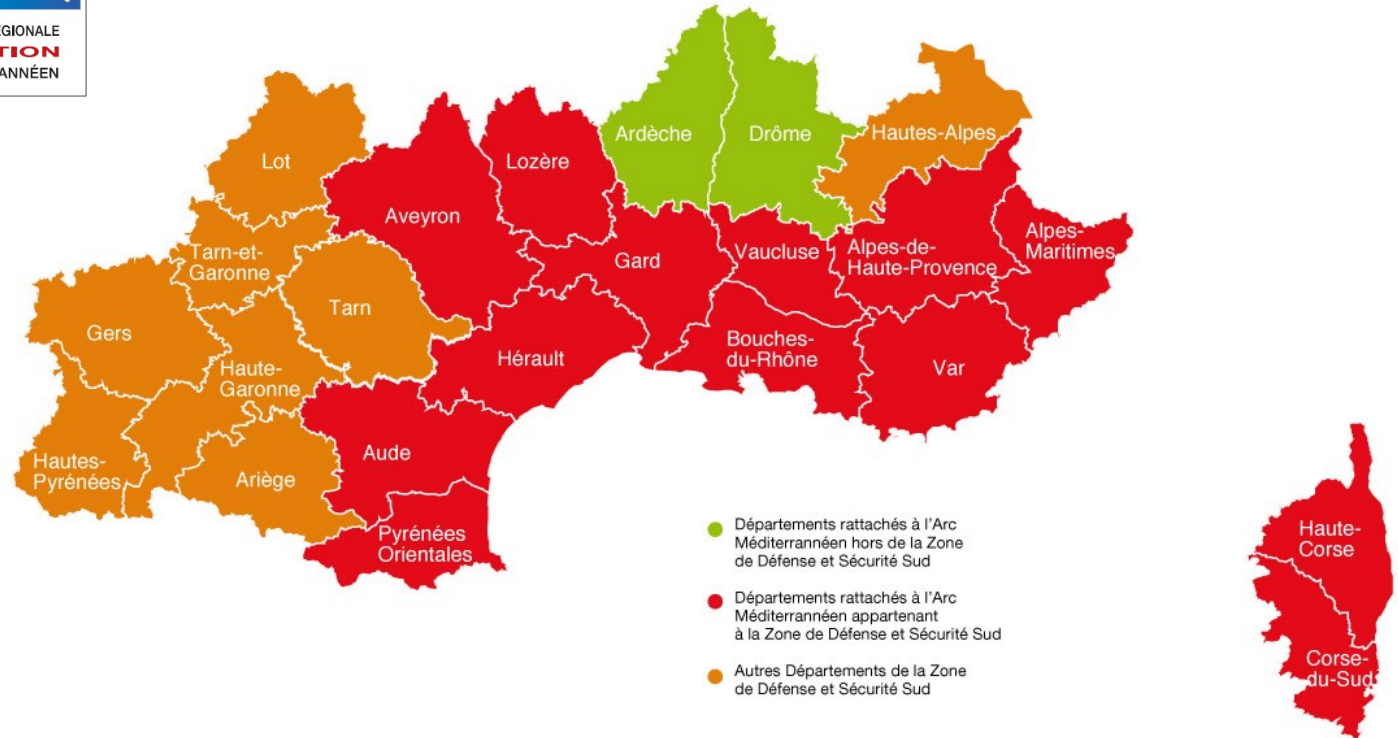 ÉGIONALE
TION
ANNÉEN
Ardèche
Drôme
Hautes-Alpes
Lot
Lozère
Aveyron
Tarn-et-
Garonne
Gard
Vaucluse
Alpes-de-
Haute-Provence
Alpes-
Maritimes
Gers
Tarn
Haute-
Garonne
Hérault
Bouches-
du-Rhône
Var
Hautes-
Pyrénées
Ariège
Aude
Pyrénées
Orientales
Haute-
Corse
Corse-
du-Sud
Départements rattachés à l'Arc
Méditerrannéen hors de la Zone
de Défense et Sécurité Sud
Départements rattachés à l'Arc
Méditerrannéen appartenant
à la Zone de Défense et Sécurité Sud
Autres Départements de la Zone
de Défense et Sécurité Sud